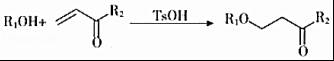 R₁OH+ R₂ O TsOH R₁O R₂ O